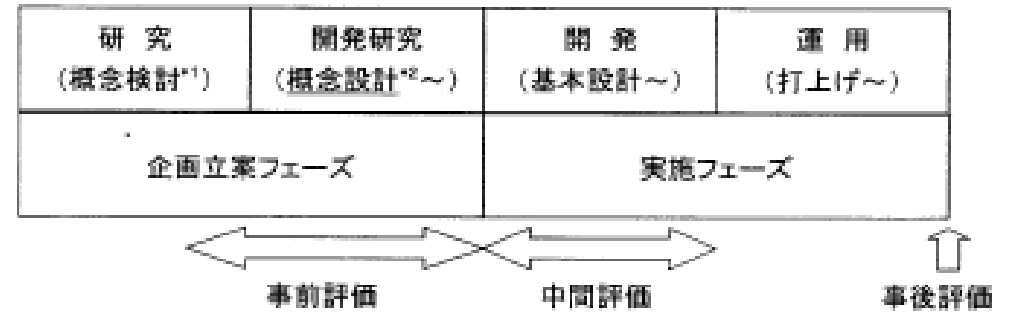 研 究
(概念検討*1)
開発研究
(概念設計*2～)
開 発
(基本設計～)
運 用
(打上げ～)
企画立案フェーズ
実施フェーズ
事前評価
中間評価
事後評価